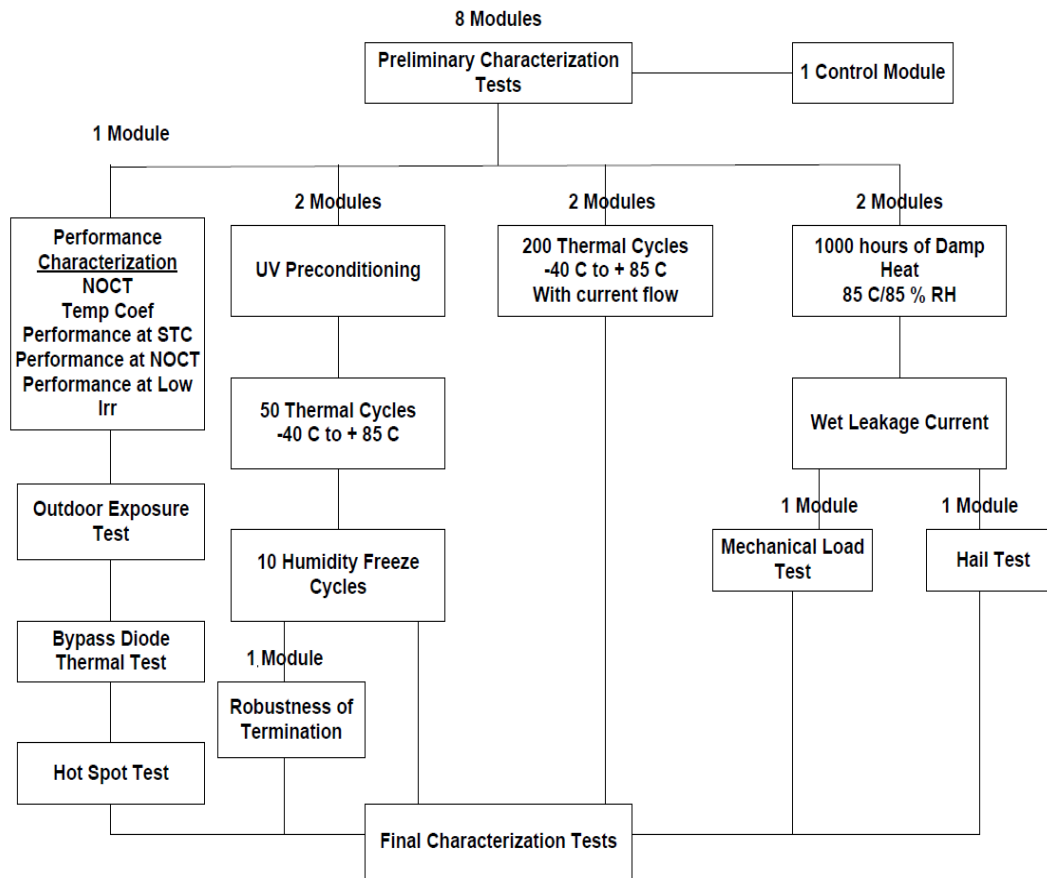 8 Modules
Preliminary Characterization
Tests
1 Control Module
1 Module
Performance
Characterization
NOCT
Temp Coef
Performance at STC
Performance at NOCT
Performance at Low
Irr
Outdoor Exposure
Test
Bypass Diode
Thermal Test
Hot Spot Test
2 Modules
UV Preconditioning
50 Thermal Cycles
-40 C to + 85 C
10 Humidity Freeze
Cycles
1 Module
Robustness of
Termination
2 Modules
200 Thermal Cycles
-40 C to + 85 C
With current flow
2 Modules
1000 hours of Damp
Heat
85 C/85 % RH
Wet Leakage Current
1 Module
Mechanical Load
Test
1 Module
Hail Test
Final Characterization Tests